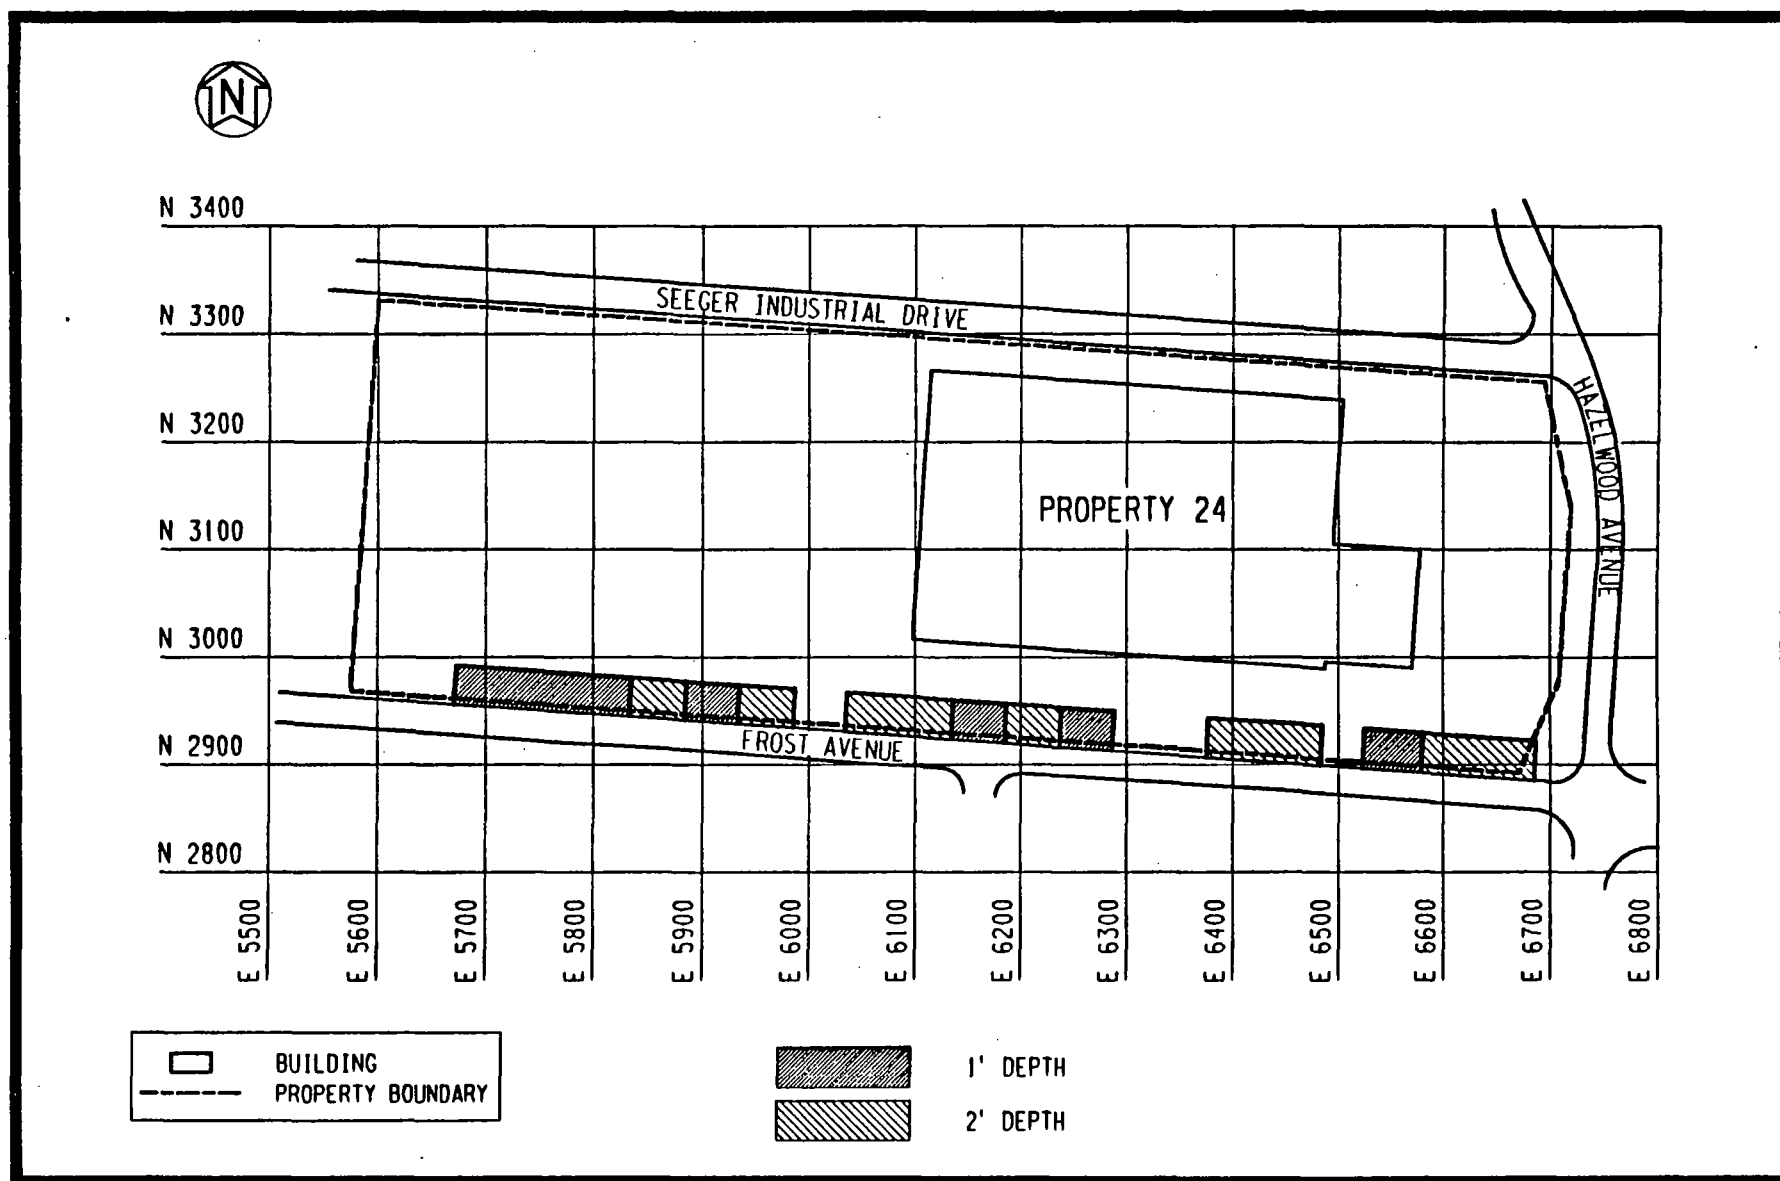 N
N 3400
SEEGER INDUSTRIAL DRIVE
N 3300
HAZELWOOD AVENUE
N 3200
PROPERTY 24
N 3100
N 3000
N 2900
FROST AVENUE
N 2800
E 5500
E 5600
E 5700
E 5800
E 5900
E 6000
E 6100
E 6200
E 6300
E 6400
E 6500
E 6600
E 6700
E 6800
BUILDING
PROPERTY BOUNDARY
1' DEPTH
2' DEPTH